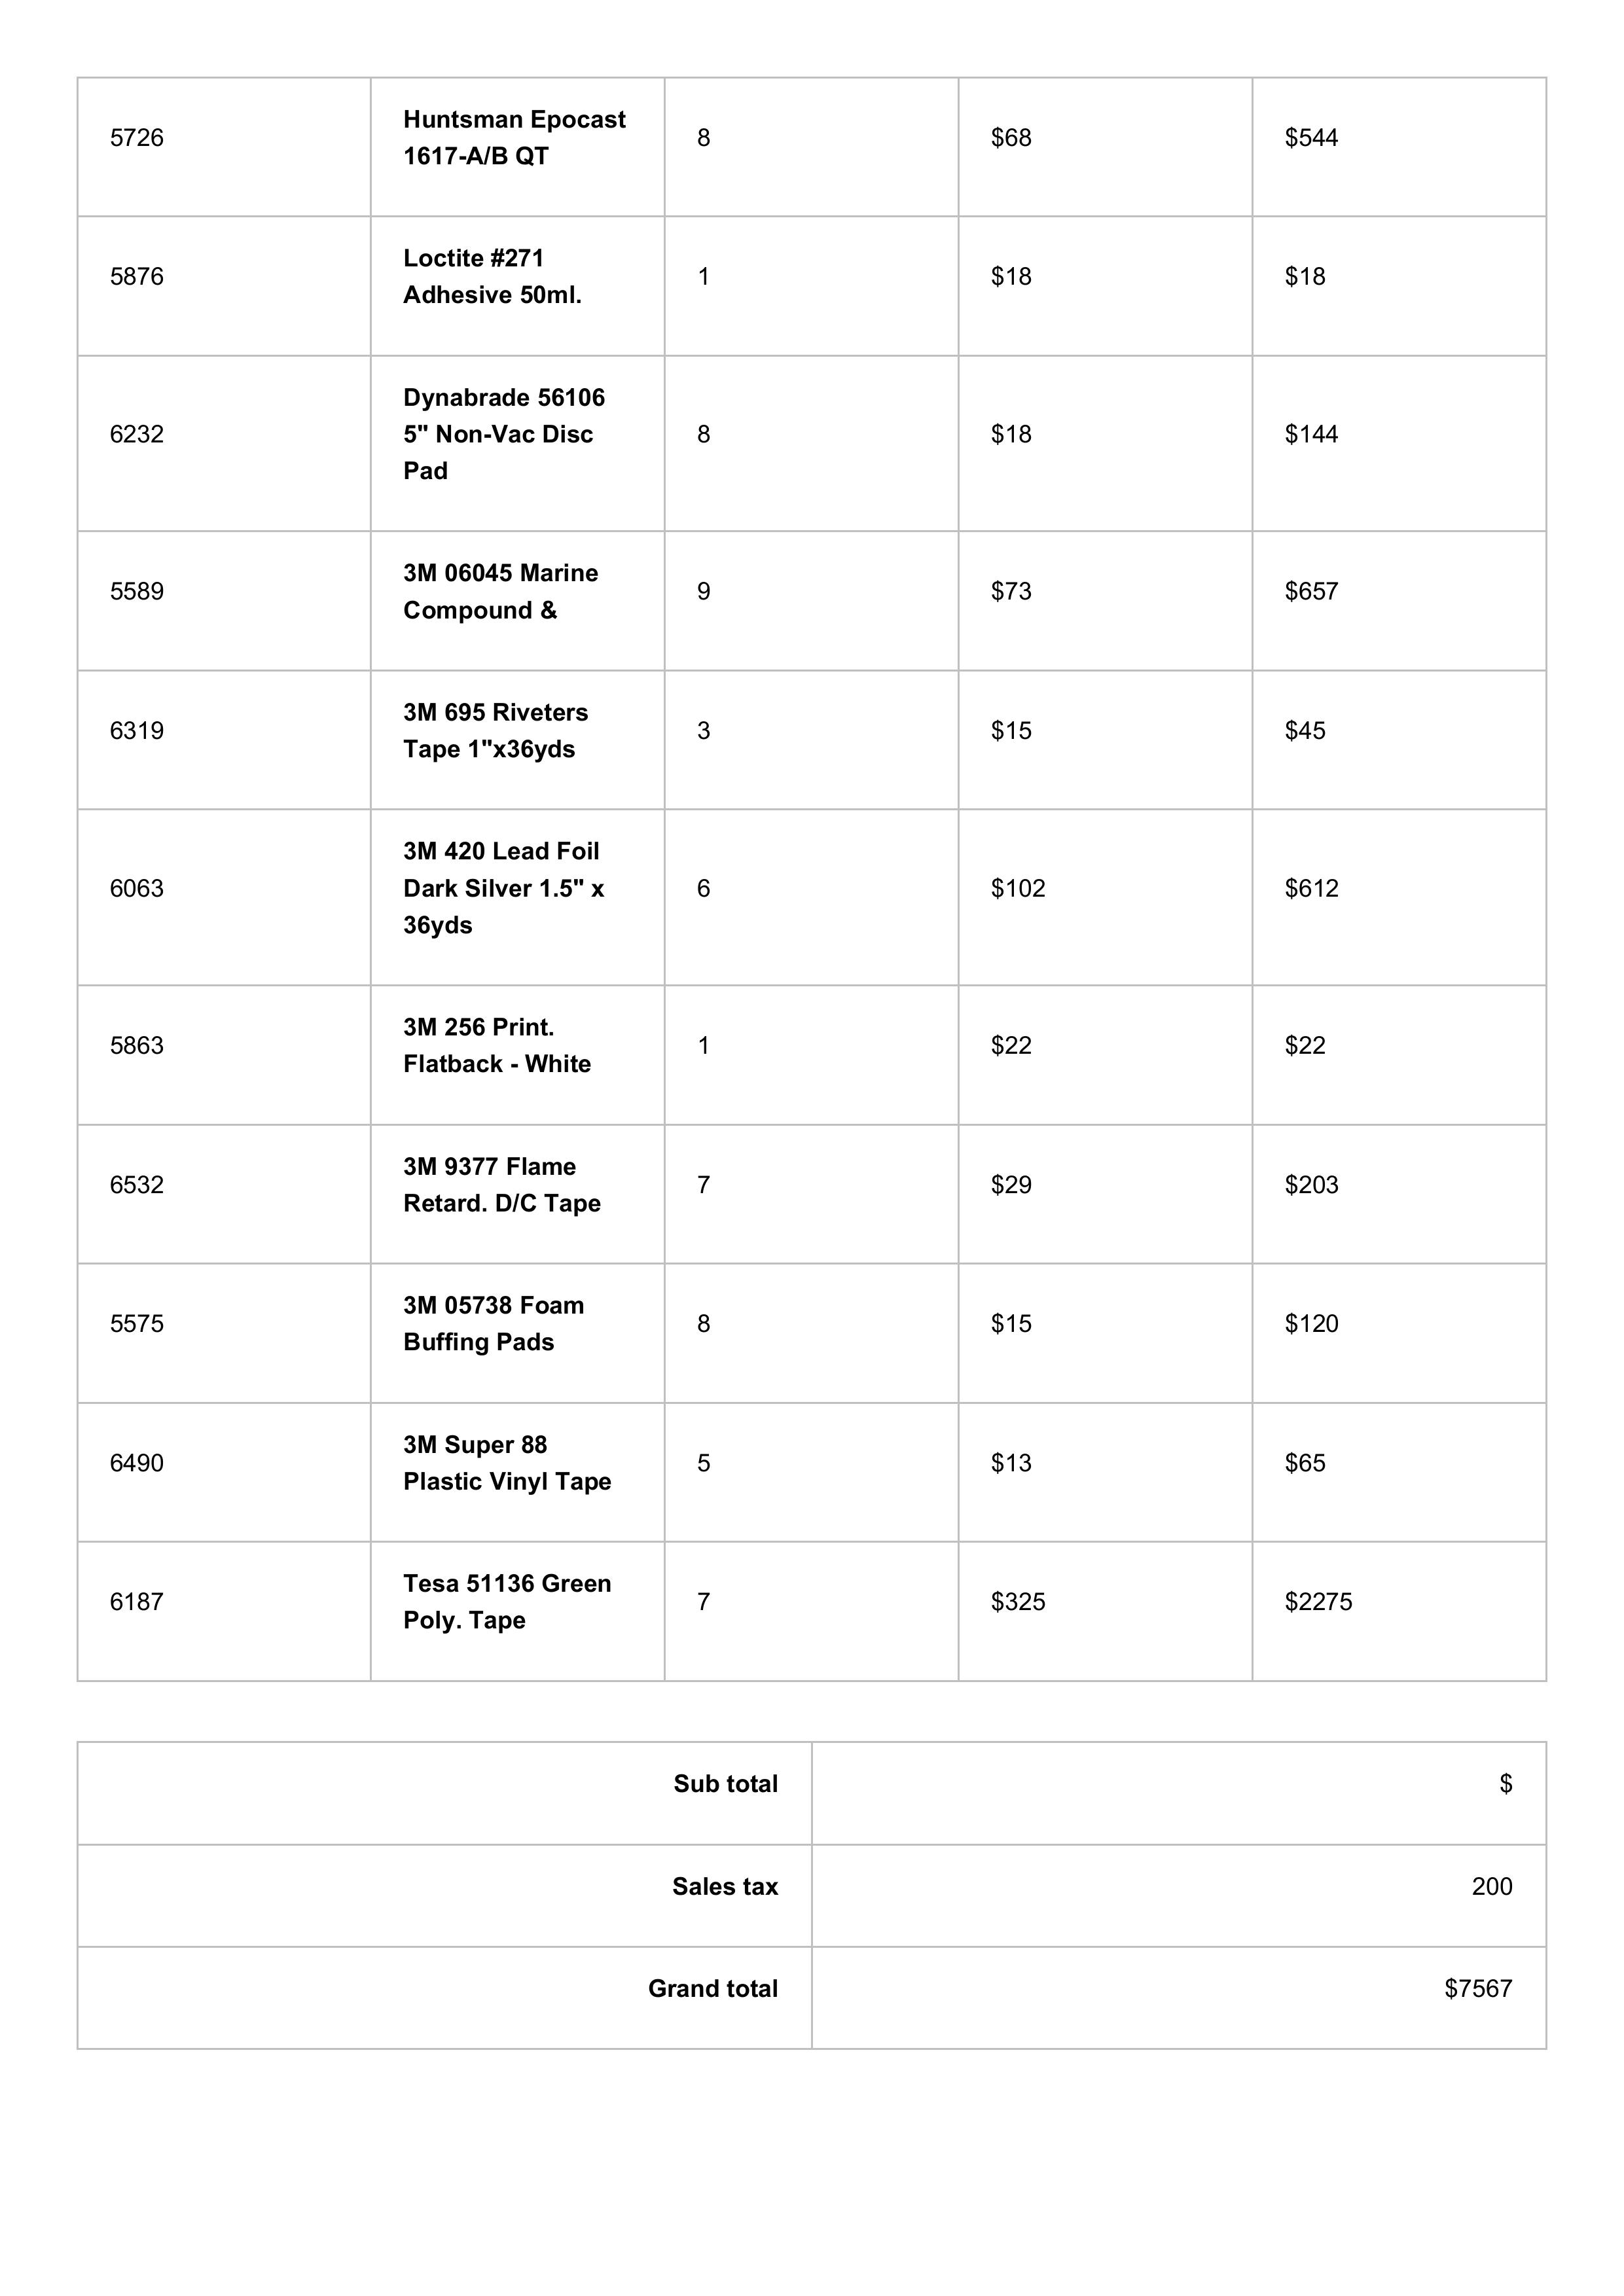 5726
Huntsman Epocast
1617-A/B QT
8
$68
$544
5876
Loctite #271
Adhesive 50ml.
1
$18
$18
6232
Dynabrade 56106
5" Non-Vac Disc
Pad
8
$18
$144
5589
3M 06045 Marine
Compound &
9
$73
$657
6319
3M 695 Riveters
Tape 1"x36yds
3
$15
$45
6063
3M 420 Lead Foil
Dark Silver 1.5" x
36yds
6
$102
$612
5863
3M 256 Print.
Flatback - White
1
$22
$22
6532
3M 9377 Flame
Retard. D/C Tape
7
$29
$203
5575
3M 05738 Foam
Buffing Pads
8
$15
$120
6490
3M Super 88
Plastic Vinyl Tape
5
$13
$65
6187
Tesa 51136 Green
Poly. Tape
7
$325
$2275
Sub total
$
Sales tax
200
Grand total
$7567